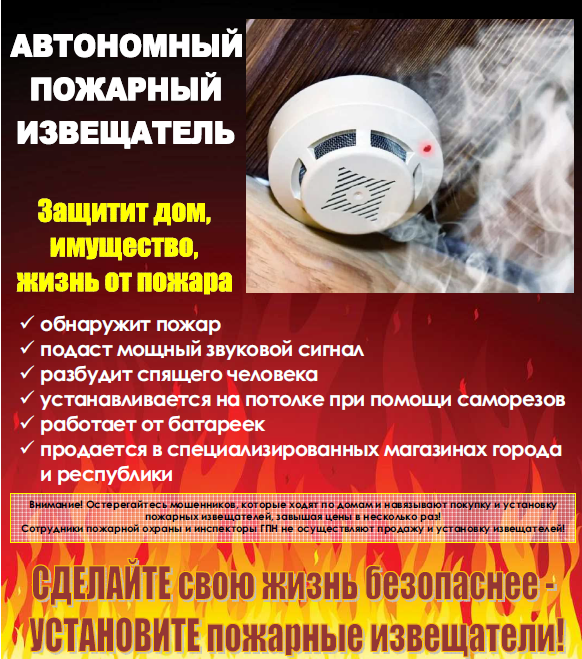 АВТОНОМНЫЙ
ПОЖАРНЫЙ
ИЗВЕЩАТЕЛЬ
Защитит дом,
имущество,
жизнь от пожара
✓ обнаружит пожар
✓ подаст мощный звуковой сигнал
✓ разбудит спящего человека
✓ устанавливается на потолке при помощи саморезов
✓ работает от батареек
✓ продается в специализированных магазинах города
и республики
Внимание! Остерегайтесь мошенников, которые ходят по домам и навязывают покупку и установку
пожарных извещателей, завышая цены в несколько раз!
Сотрудники пожарной охраны и инспекторы ГПН не осуществляют продажу и установку извещателей!
СДЕЛАЙТЕ свою жизнь безопаснее -
УСТАНОВИТЕ пожарные извещатели!